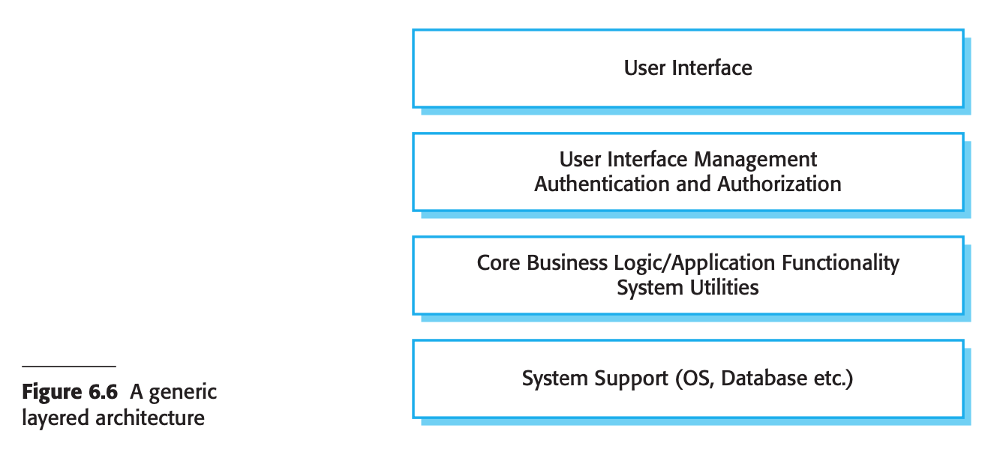 User Interface
User Interface Management
Authentication and Authorization
Core Business Logic/Application Functionality
System Utilities
System Support (OS, Database etc.)
Figure 6.6 A generic
layered architecture